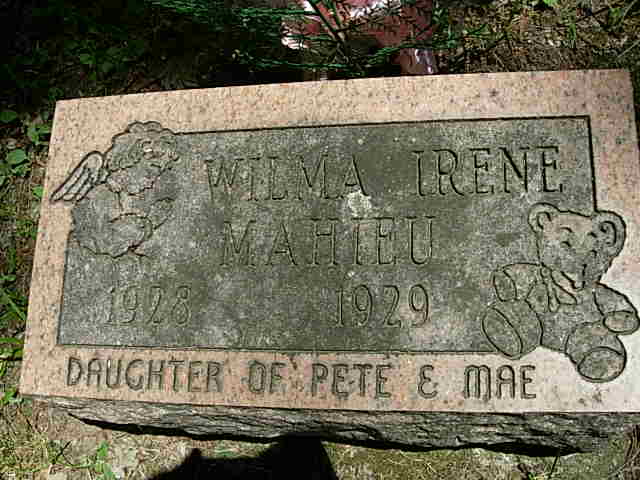 WILMA IRENE
MAHIEU
1928 1929
DAUGHTER OF PETE & MAE